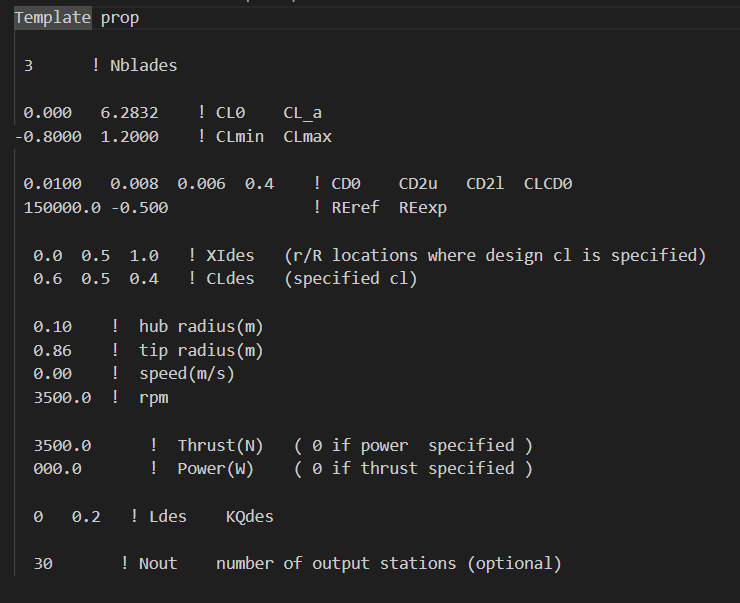 Template prop
3      ! Nblades
0.000   6.2832    ! CL0    CL_a
-0.8000  1.2000    ! CLmin  CLmax
0.0100   0.008  0.006  0.4    ! CD0    CD2u   CD2l  CLCD0
150000.0 -0.500               ! REref  REexp
0.0  0.5  1.0   ! XIdes   (r/R locations where design cl is specified)
0.6  0.5  0.4   ! CLdes   (specified cl)
0.10    !  hub radius(m)
0.86    !  tip radius(m)
0.00    !  speed(m/s)
3500.0  !  rpm
3500.0      !  Thrust(N)   ( 0 if power  specified )
000.0       !  Power(W)    ( 0 if thrust specified )
0   0.2   ! Ldes    KQdes
30       ! Nout    number of output stations (optional)